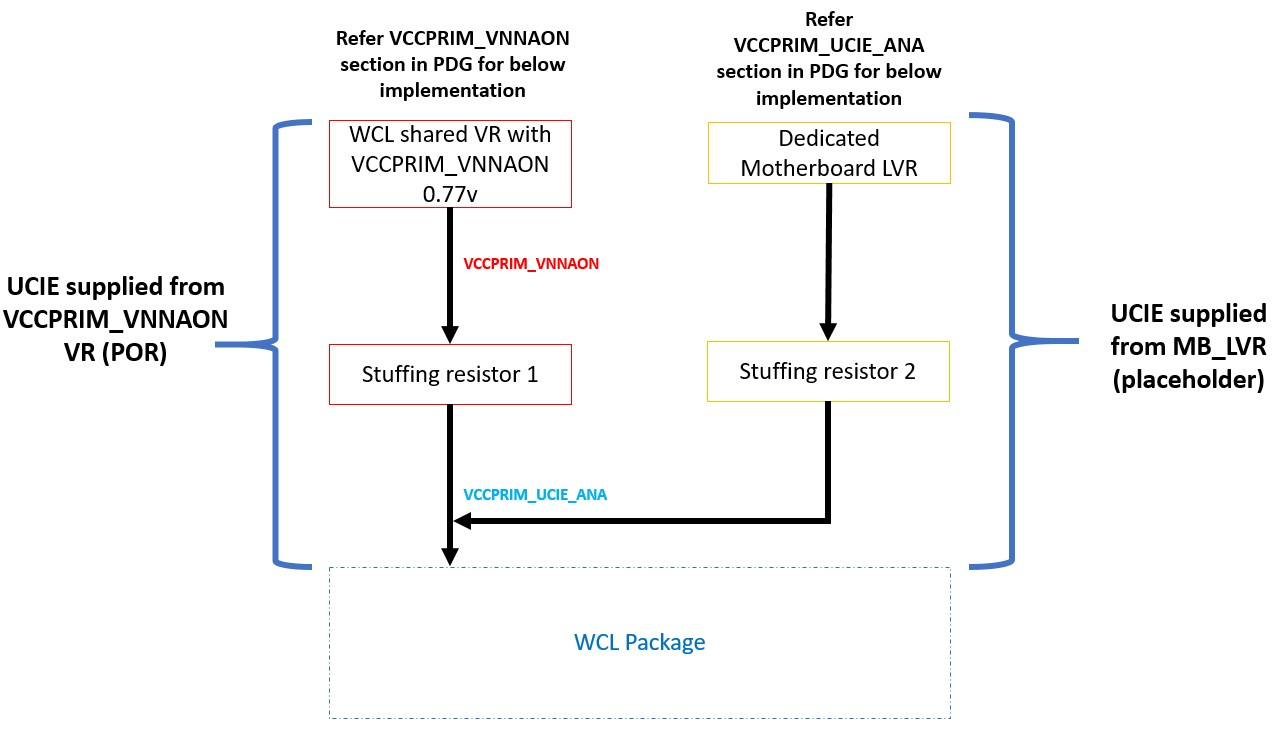 Refer VCCPRIM_VNNAON
section in PDG for below
implementation
Refer
VCCPRIM_UCIE_ANA
section in PDG for below
implementation
WCL shared VR with
VCCPRIM_VNNAON
0.77v
Dedicated
Motherboard LVR
VCCPRIM_VNNAON
UCIE supplied from
VCCPRIM_VNNAON
VR (POR)
UCIE supplied
from MB_LVR
(placeholder)
Stuffing resistor 1
Stuffing resistor 2
VCCPRIM_UCIE_ANA
WCL Package